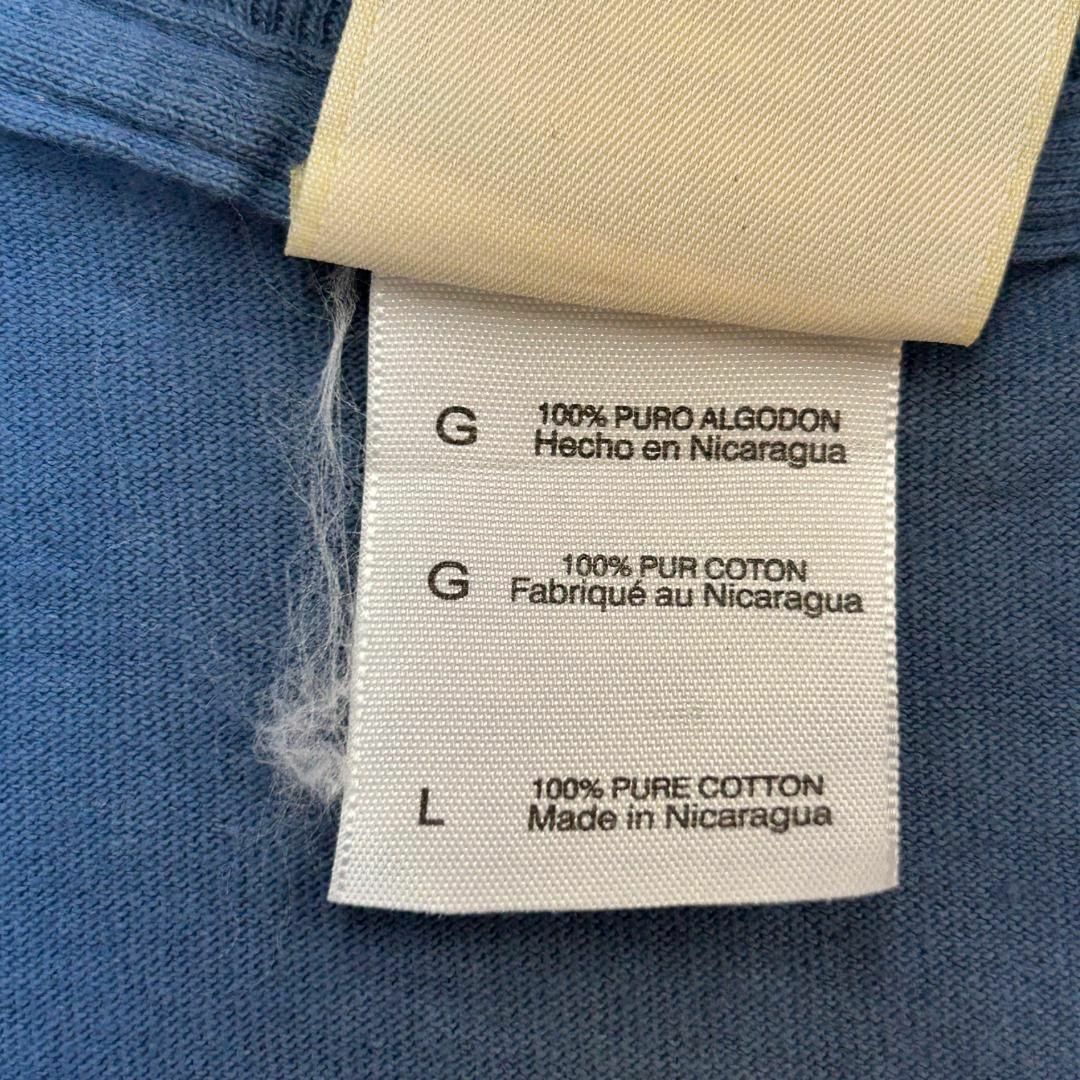 G 100% PURO ALGODON
Hecho en Nicaragua
G 100% PUR COTON
Fabriqué au Nicaragua
L 100% PURE COTTON
Made in Nicaragua